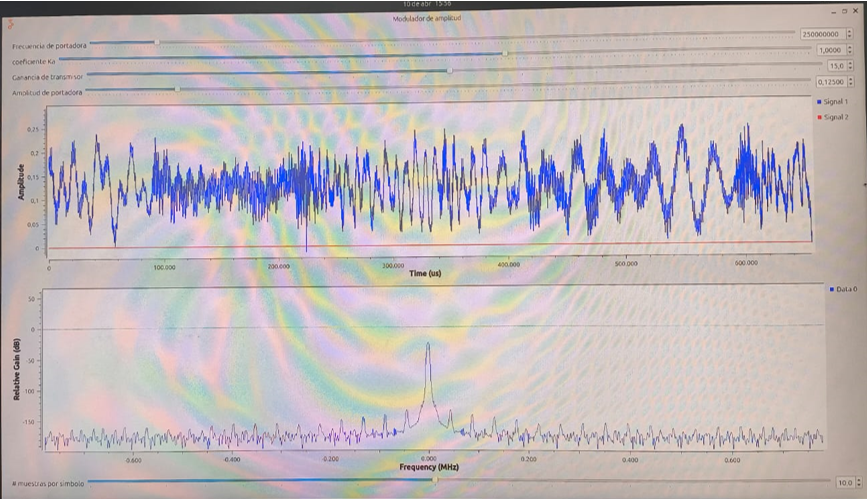 10 de abr 15:56
Modulador de amplitud
Frecuencia de portadora
250000000
coeficiente Ka
1,0000
Ganancia de transmisor
15,0
Amplitud de portadora
0,12500
Signal 1
Signal 2
Amplitude
0,25
0,2
0,15
0,1
0,05
0
0
100.000
200.000
300.000
400.000
500.000
600.000
Time (us)
Data 0
Relative Gain (dB)
50
0
-50
-100
-150
-0.600
-0.400
-0.200
0.000
0.200
0.400
0.600
Frequency (MHz)
# muestras por simbolo
10,0